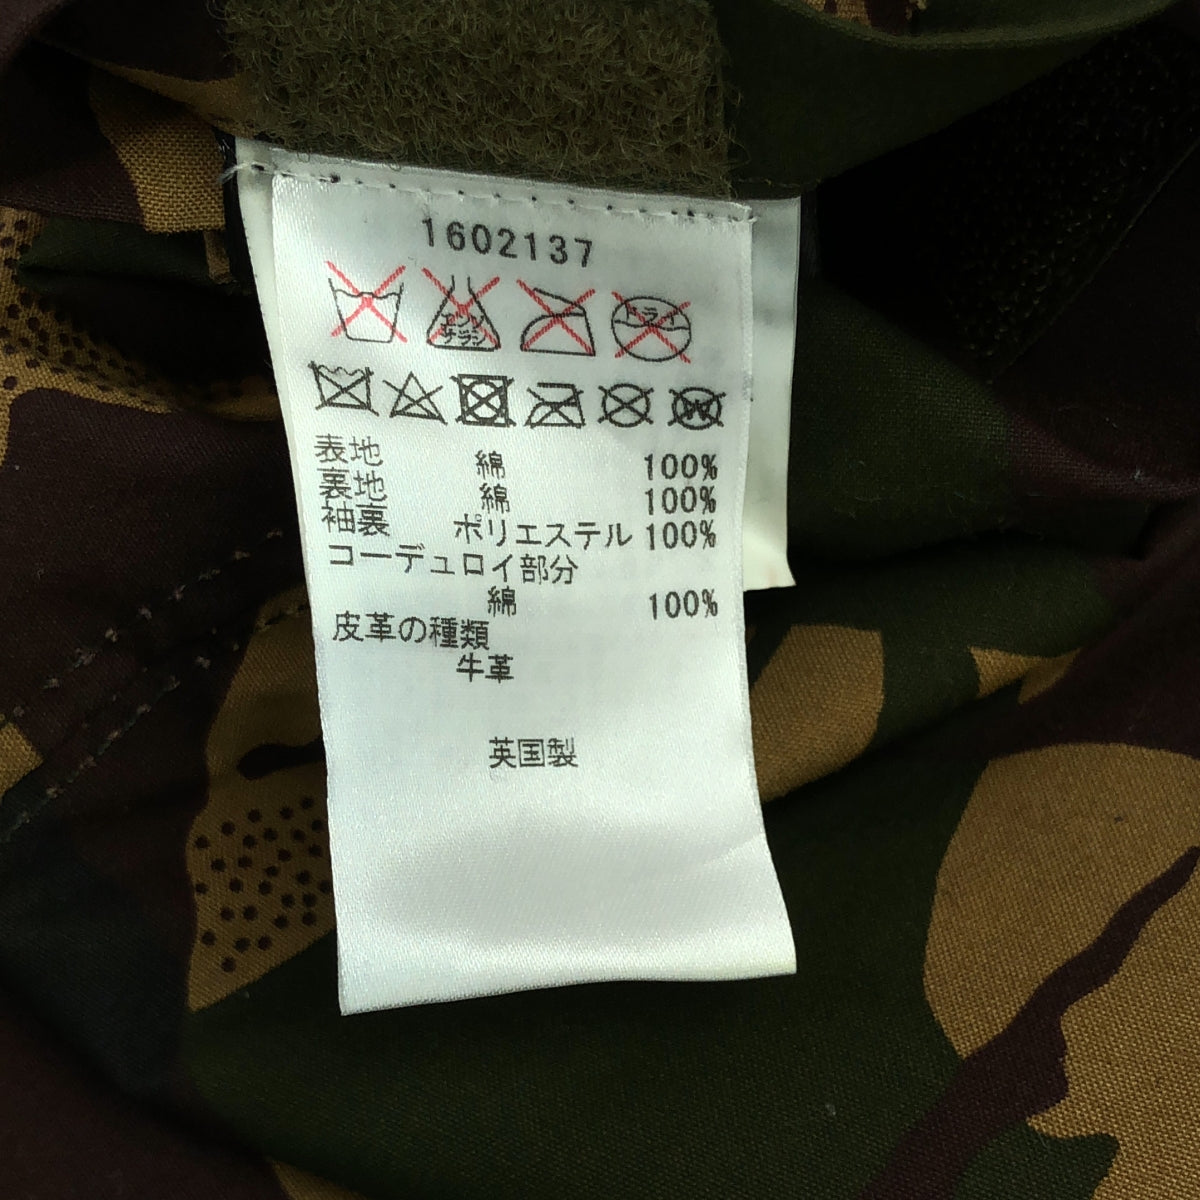 1602137
エンソ
サラシ
ドライ
W
表地 綿 100%
裏地 綿 100%
袖裏 ポリエステル 100%
コーデュロイ部分
綿 100%
皮革の種類
牛革
英国製